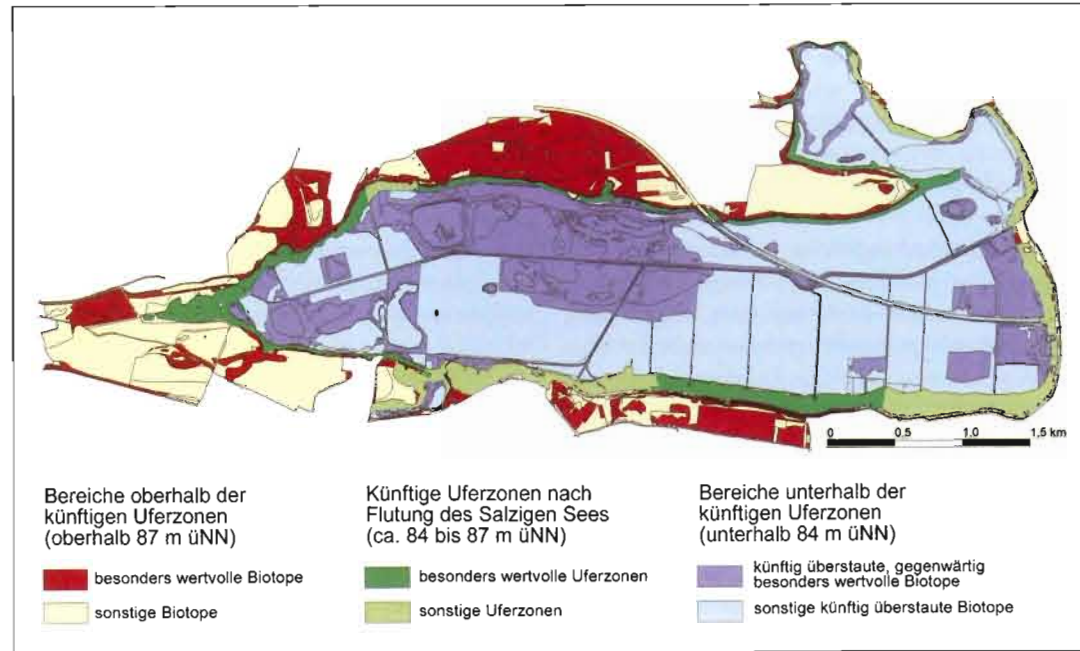 0 0,5 1,0 1,5 km
Bereiche oberhalb der
künftigen Uferzonen
(oberhalb 87 m üNN)
besonders wertvolle Biotope
sonstige Biotope
Künftige Uferzonen nach
Flutung des Salzigen Sees
(ca. 84 bis 87 m üNN)
besonders wertvolle Uferzonen
sonstige Uferzonen
Bereiche unterhalb der
künftigen Uferzonen
(unterhalb 84 m üNN)
künftig überstaute, gegenwärtig
besonders wertvolle Biotope
sonstige künftig überstaute Biotope